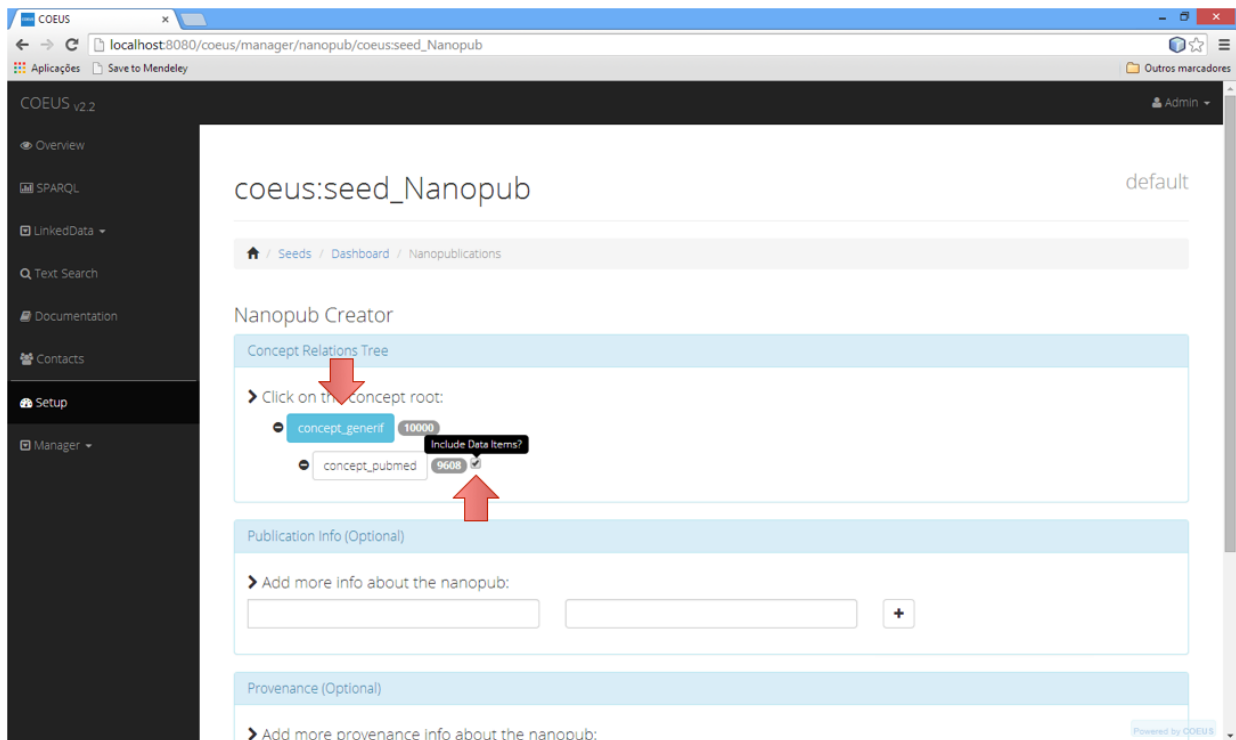 COEUS
localhost:8080/coeus/manager/nanopub/coeus:seed_Nanopub
Aplicações Save to Mendeley Outros marcadores
COEUS v2.2 Admin
Overview
SPARQL
LinkedData
Text Search
Documentation
Contacts
Setup
Manager
coeus:seed_Nanopub default
/ Seeds / Dashboard / Nanopublications
Nanopub Creator
Concept Relations Tree
Click on the concept root:
concept_generif 10000
Include Data Items?
concept_pubmed 9608
Publication Info (Optional)
Add more info about the nanopub:
Provenance (Optional)
Add more provenance info about the nanopub:
Powered by COEUS